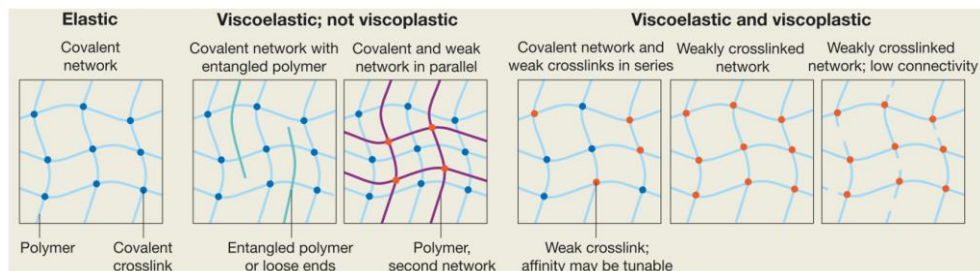 Elastic
Viscoelastic; not viscoplastic
Viscoelastic and viscoplastic
Covalent
network
Covalent network with
entangled polymer
Covalent and weak
network in parallel
Covalent network and
weak crosslinks in series
Weakly crosslinked
network
Weakly crosslinked
network; low connectivity
Polymer
Covalent
crosslink
Entangled polymer
or loose ends
Polymer,
second network
Weak crosslink;
affinity may be tunable